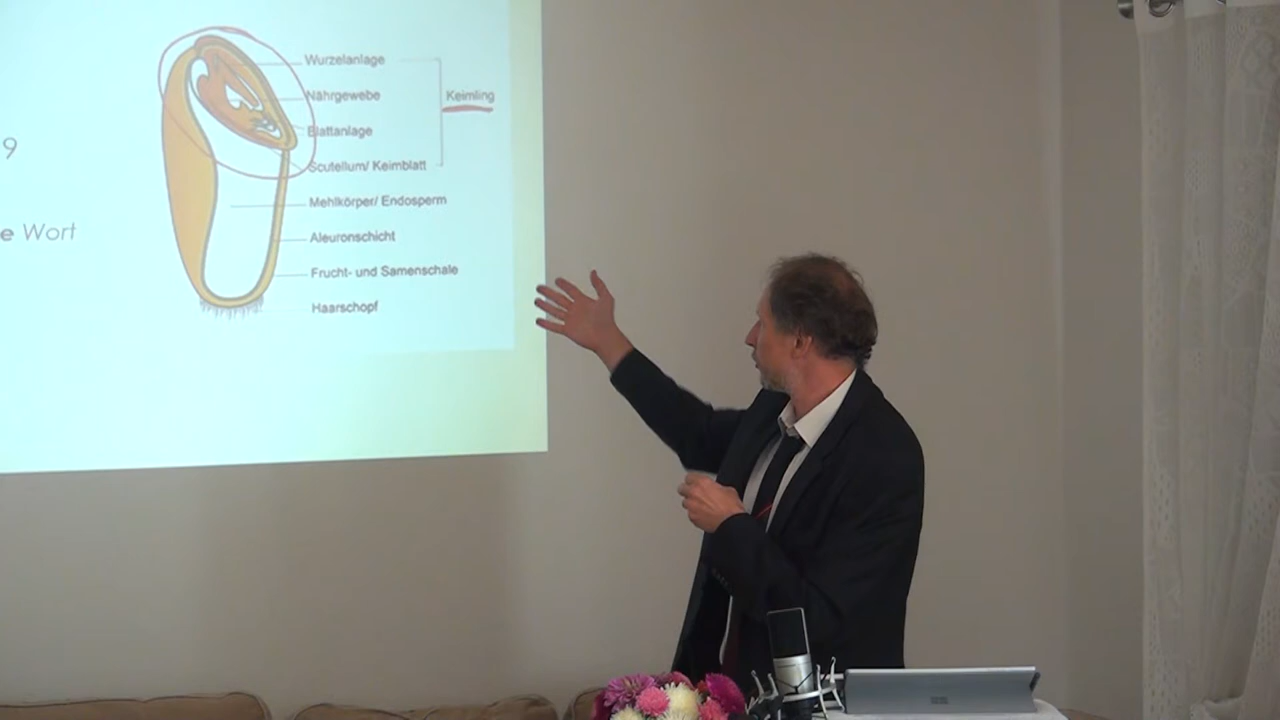 9
e Wort
Wurzelanlage
Nährgewebe
Keimling
Blattanlage
Scutellum/ Keimblatt
Mehlkörper/ Endosperm
Aleuronschicht
Frucht- und Samenschale
Haarschopf